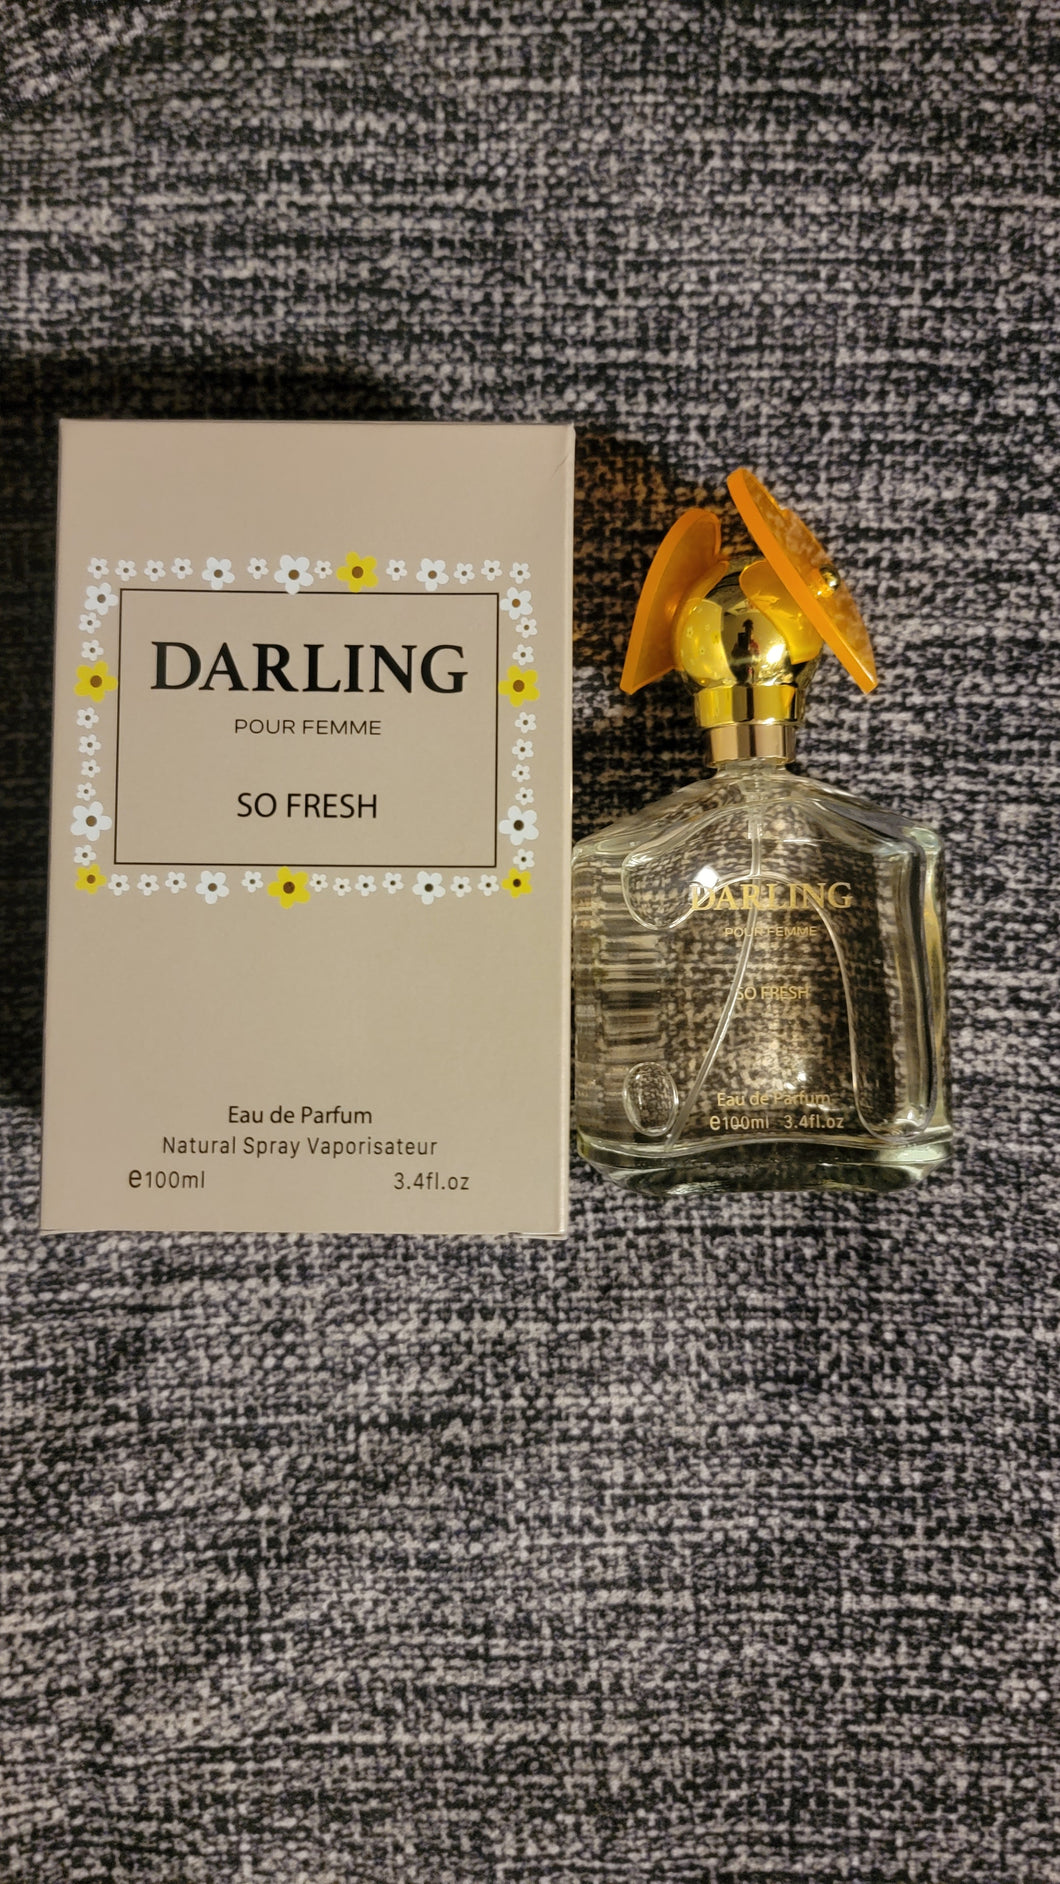 DARLING
POUR FEMME
SO FRESH
Eau de Parfum
Natural Spray Vaporisateur
℮100ml 3.4fl.oz
DARLING
POUR FEMME
SO FRESH
Eau de Parfum
℮100ml 3.4fl.oz